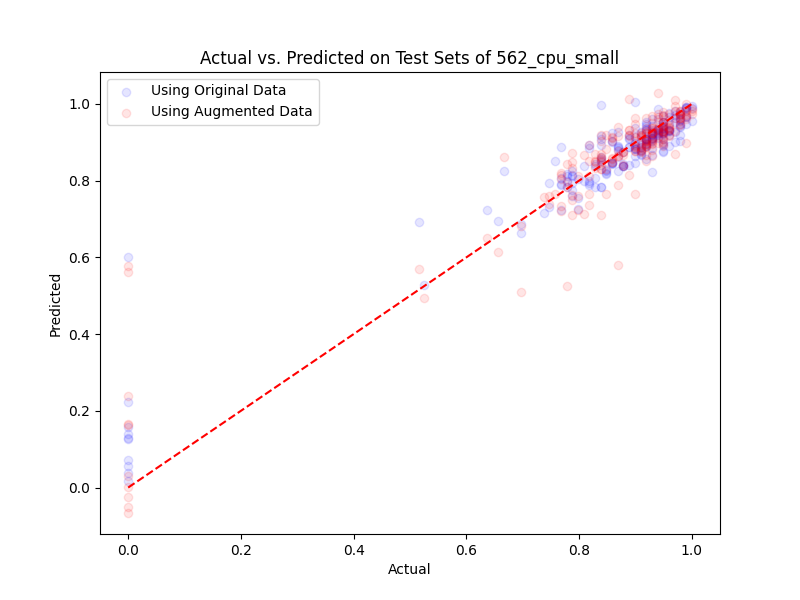 Actual vs. Predicted on Test Sets of 562_cpu_small
Using Original Data
Using Augmented Data
1.0
0.8
0.6
0.4
0.2
0.0
Predicted
0.0 0.2 0.4 0.6 0.8 1.0
Actual